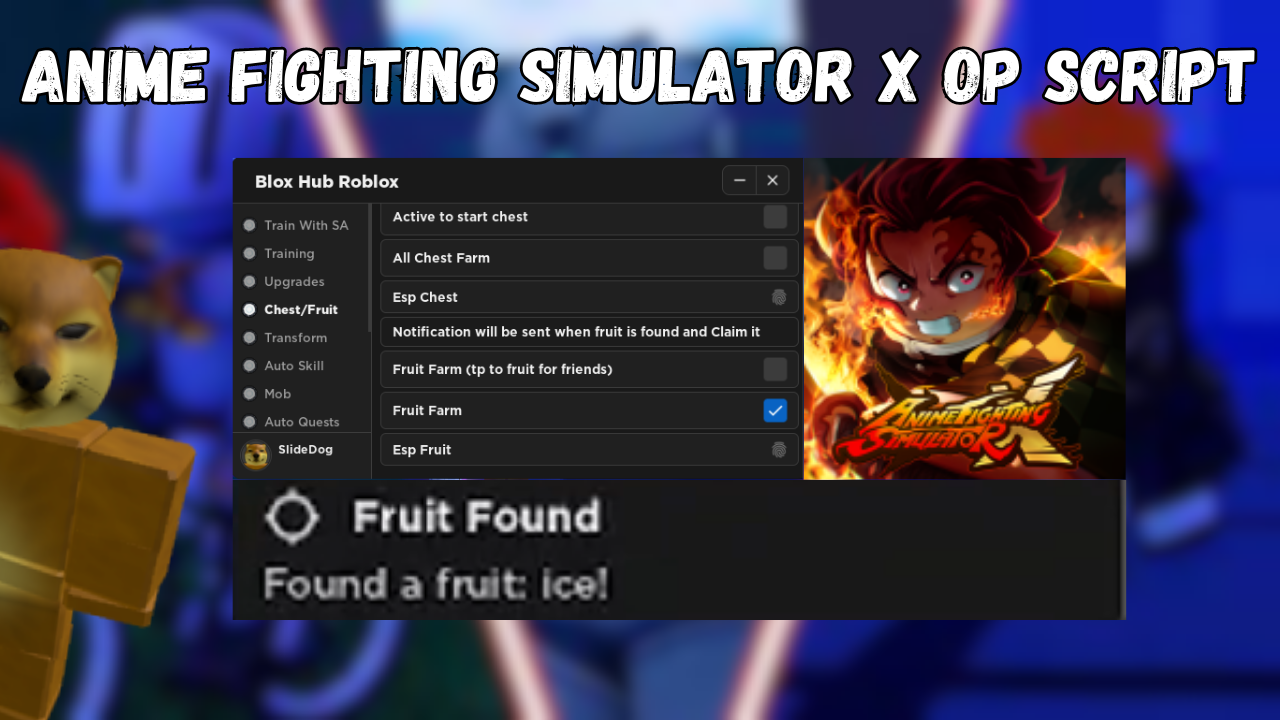 ANIME FIGHTING SIMULATOR X OP SCRIPT
Blox Hub Roblox
Train With SA
Training
Upgrades
Chest/Fruit
Transform
Auto Skill
Mob
Auto Quests
SlideDog
Active to start chest
All Chest Farm
Esp Chest
Notification will be sent when fruit is found and Claim it
Fruit Farm (tp to fruit for friends)
Fruit Farm
Esp Fruit
ANIME FIGHTING
SIMULATOR X
Fruit Found
Found a fruit: ice!